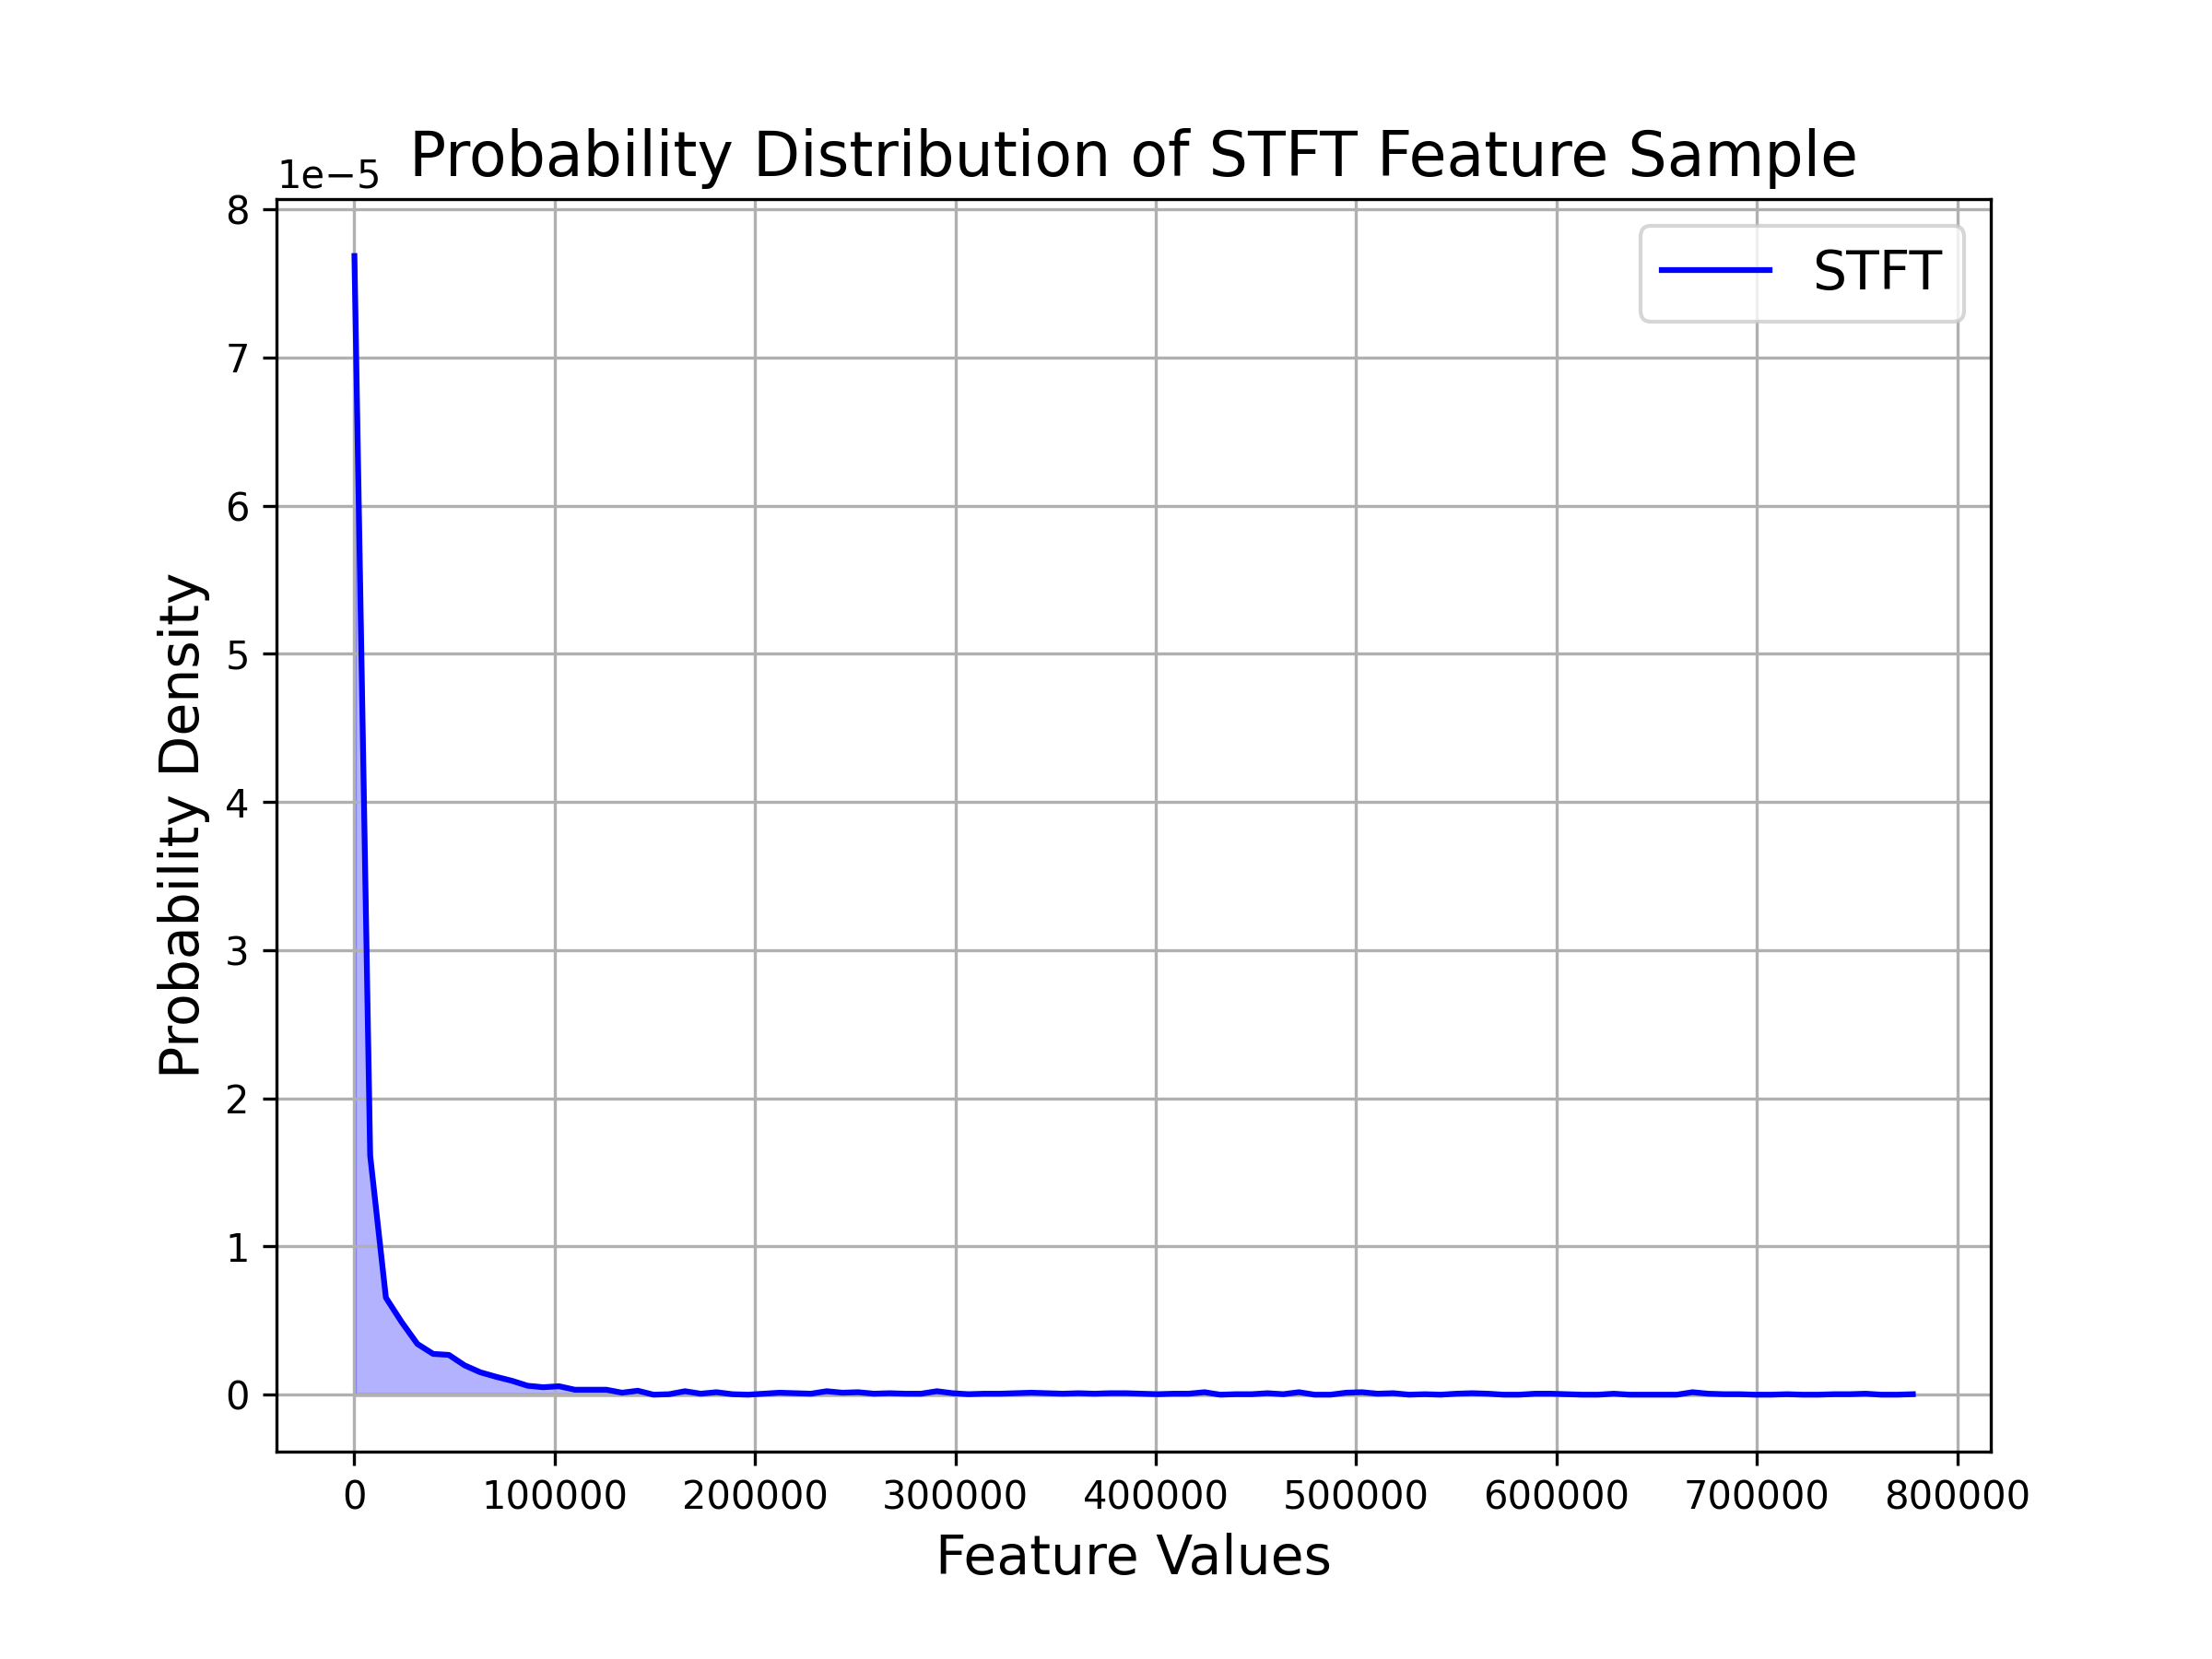 Probability Distribution of STFT Feature Sample
1e−5
STFT
8
7
6
5
4
3
2
1
0
Probability Density
0 100000 200000 300000 400000 500000 600000 700000 800000
Feature Values